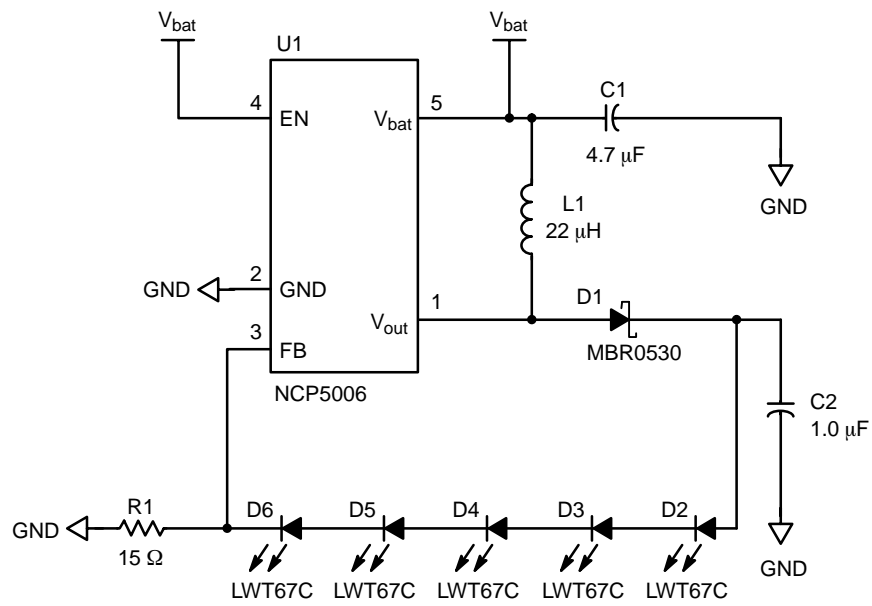 Vbat
Vbat
U1
C1
4
EN
Vbat
5
4.7 μF
GND
L1
22 μH
GND
2
GND
3
FB
Vout
1
D1
MBR0530
NCP5006
C2
1.0 μF
GND
R1
15 Ω
D6
D5
D4
D3
D2
LWT67C
LWT67C
LWT67C
LWT67C
LWT67C
GND